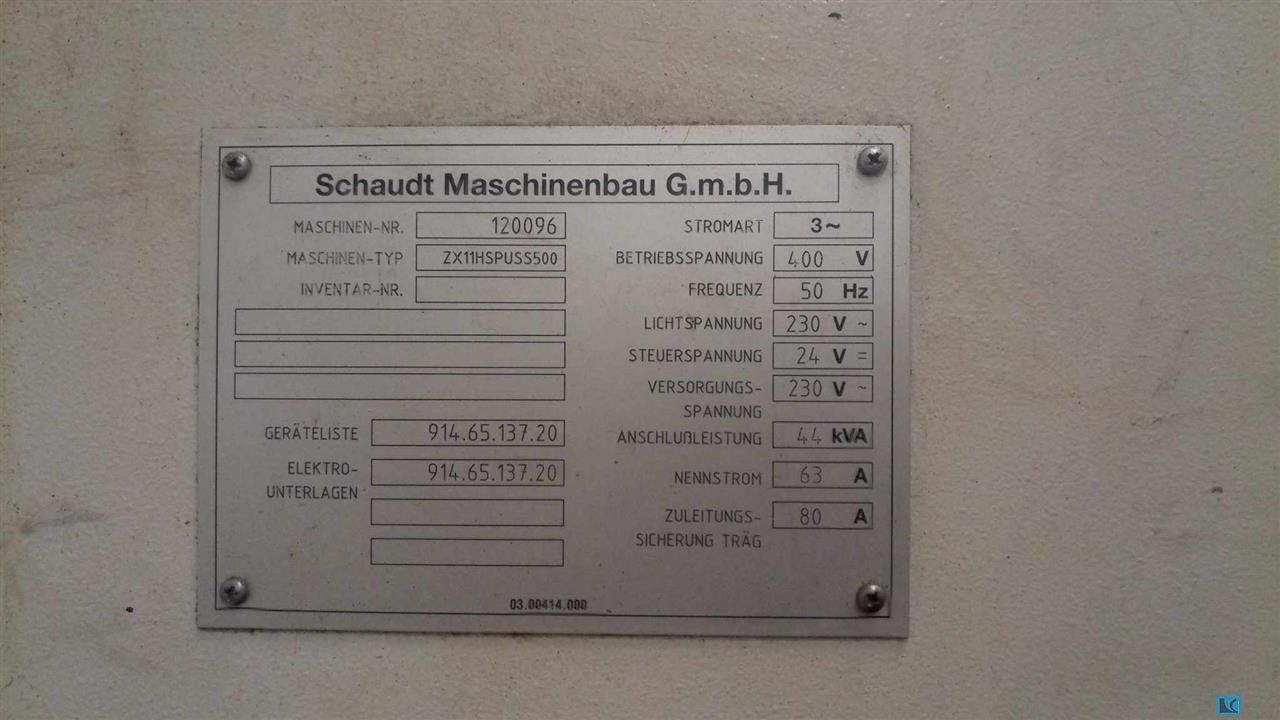 Schaudt Maschinenbau G.m.b.H.
MASCHINEN-NR. 120096
MASCHINEN-TYP ZX11HSPUSS500
INVENTAR-NR.
GERÄTELISTE 914.65.137.20
ELEKTRO-
UNTERLAGEN 914.65.137.20
STROMART 3~
BETRIEBSSPANNUNG 400 V
FREQUENZ 50 Hz
LICHTSPANNUNG 230 V ~
STEUERSPANNUNG 24 V =
VERSORGUNGS- 230 V ~
SPANNUNG
ANSCHLUßLEISTUNG 44 kVA
NENNSTROM 63 A
ZULEITUNGS- 80 A
SICHERUNG TRÄG
03.00414.000